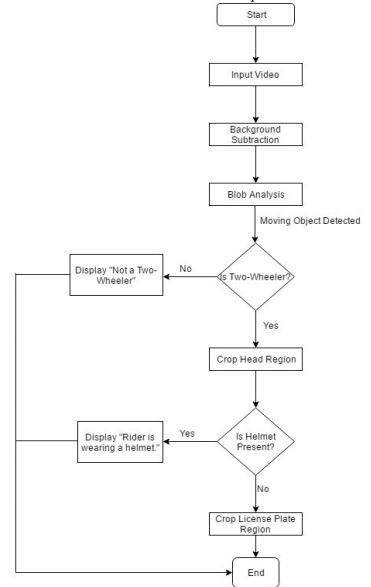 Start
Input Video
Background
Subtraction
Blob Analysis
Moving Object Detected
Is Two-Wheeler?
No
Display "Not a Two-
Wheeler"
Yes
Crop Head Region
Is Helmet
Present?
Yes
Display "Rider is
wearing a helmet."
No
Crop License Plate
Region
End